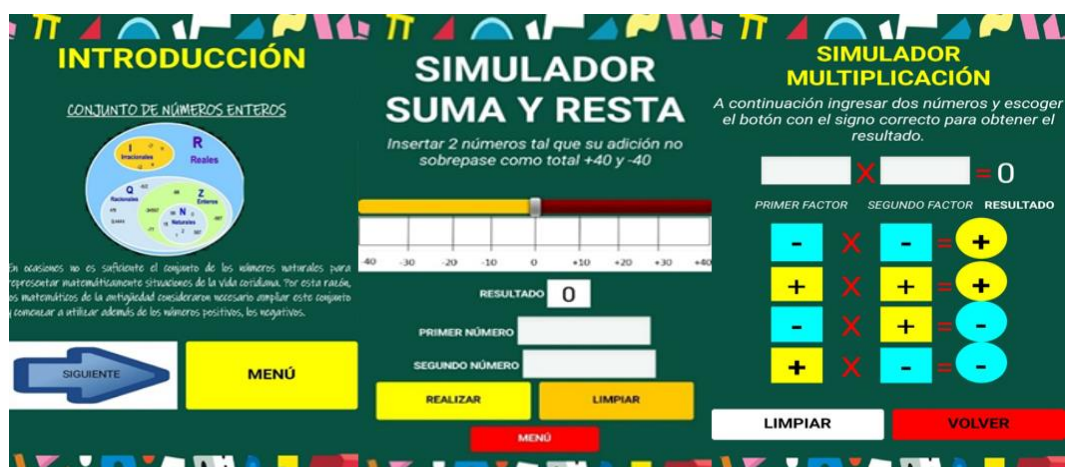 INTRODUCCIÓN
CONJUNTO DE NÚMEROS ENTEROS
I
Irracionales
R
Reales
Q
Racionales
Z
Enteros
N
Naturales
En ocasiones no es suficiente el conjunto de los números naturales para
representar matemáticamente situaciones de la vida cotidiana. Por esta razón,
los matemáticos de la antigüedad consideraron necesario ampliar este conjunto
y comenzar a utilizar además de los números positivos, los negativos.
SIGUIENTE
MENÚ
SIMULADOR
SUMA Y RESTA
Insertar 2 números tal que su adición no
sobrepase como total +40 y -40
-40 -30 -20 -10 0 +10 +20 +30 +40
RESULTADO 0
PRIMER NÚMERO
SEGUNDO NÚMERO
REALIZAR LIMPIAR
MENÚ
SIMULADOR
MULTIPLICACIÓN
A continuación ingresar dos números y escoger
el botón con el signo correcto para obtener el
resultado.
X = 0
PRIMER FACTOR SEGUNDO FACTOR RESULTADO
- X - = +
+ X + = +
- X + = -
+ X - = -
LIMPIAR VOLVER